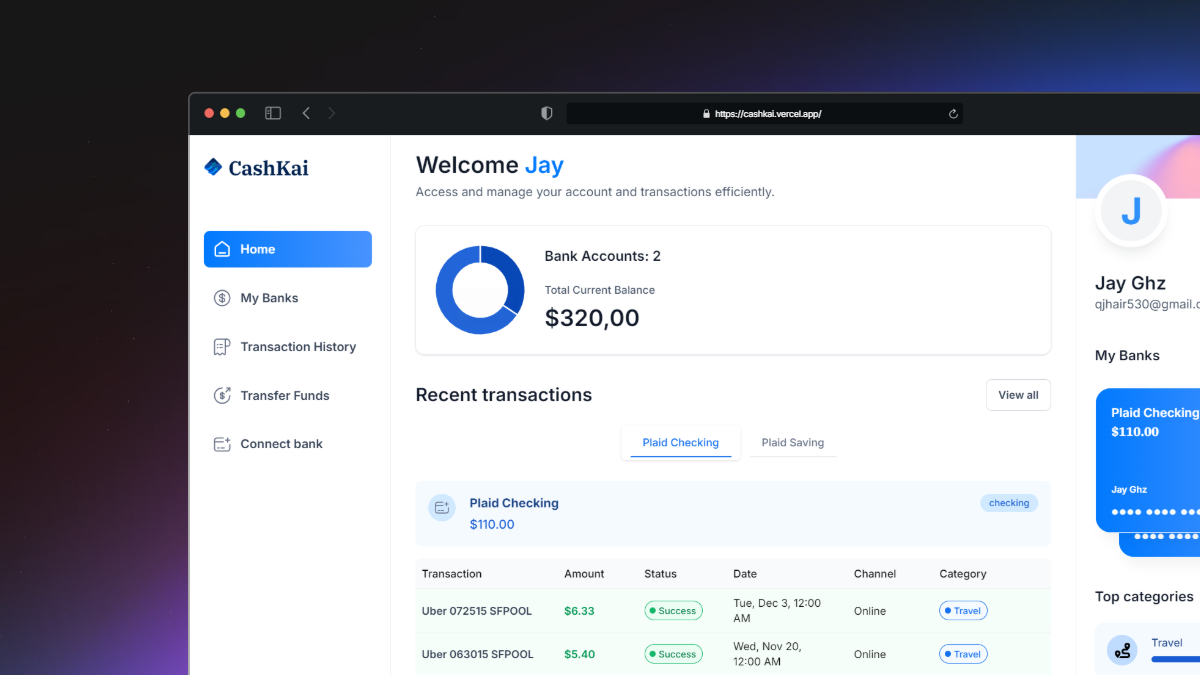 https://cashkai.vercel.app/
CashKai
Home
My Banks
Transaction History
Transfer Funds
Connect bank
Welcome Jay
Access and manage your account and transactions efficiently.
Bank Accounts: 2
Total Current Balance
$320,00
Recent transactions
View all
Plaid Checking
Plaid Saving
Plaid Checking
$110.00
checking
Transaction Amount Status Date Channel Category
Uber 072515 SFPOOL $6.33 Success Tue, Dec 3, 12:00 AM Online Travel
Uber 063015 SFPOOL $5.40 Success Wed, Nov 20, 12:00 AM Online Travel
J
Jay Ghz
qjhair530@gmail.c
My Banks
Plaid Checking
$110.00
Jay Ghz
●●●● ●●●● ●●●
●●●● ●●●●
Top categories
Travel